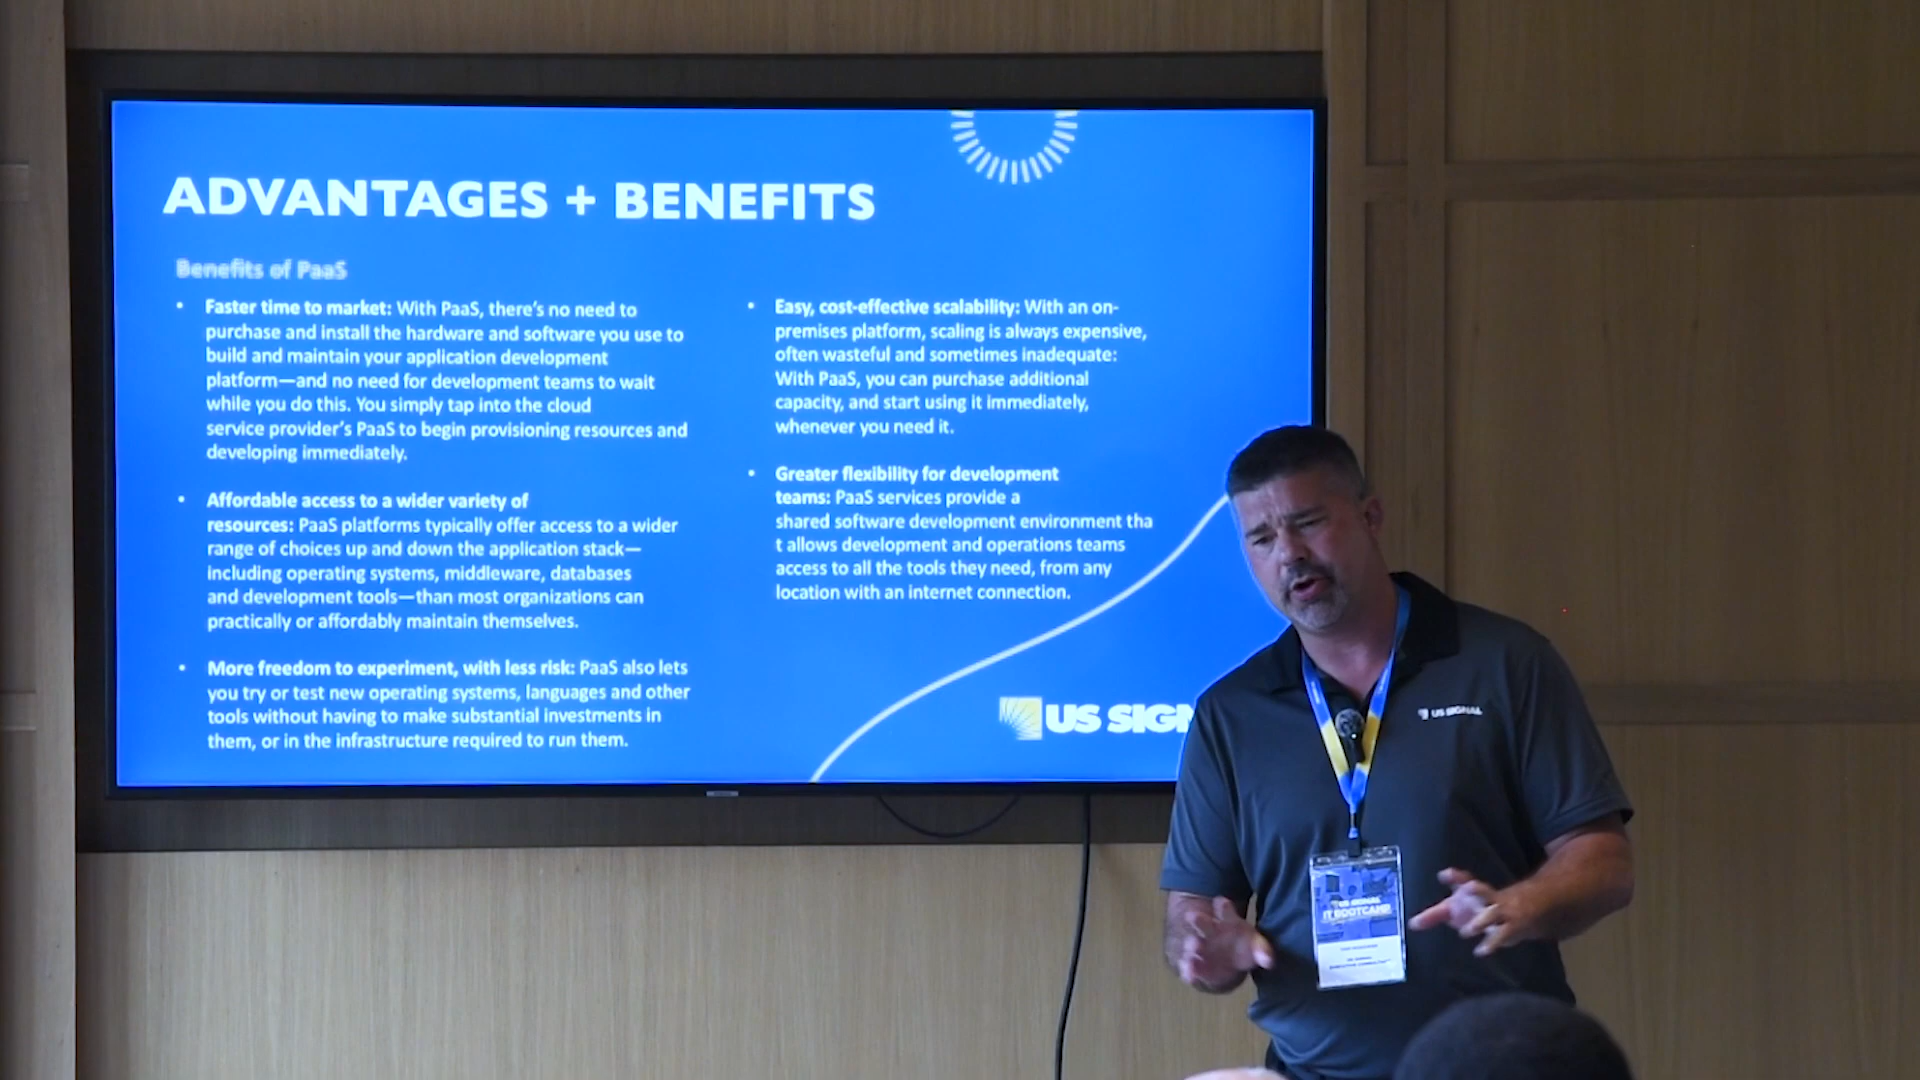 ADVANTAGES + BENEFITS
Benefits of PaaS
• Faster time to market: With PaaS, there's no need to
purchase and install the hardware and software you use to
build and maintain your application development
platform—and no need for development teams to wait
while you do this. You simply tap into the cloud
service provider's PaaS to begin provisioning resources and
developing immediately.
• Affordable access to a wider variety of
resources: PaaS platforms typically offer access to a wider
range of choices up and down the application stack—
including operating systems, middleware, databases
and development tools—than most organizations can
practically or affordably maintain themselves.
• More freedom to experiment, with less risk: PaaS also lets
you try or test new operating systems, languages and other
tools without having to make substantial investments in
them, or in the infrastructure required to run them.
• Easy, cost-effective scalability: With an on-
premises platform, scaling is always expensive,
often wasteful and sometimes inadequate:
With PaaS, you can purchase additional
capacity, and start using it immediately,
whenever you need it.
• Greater flexibility for development
teams: PaaS services provide a
shared software development environment tha
t allows development and operations teams
access to all the tools they need, from any
location with an internet connection.
US SIGN
US SIGNAL
US SIGNAL
IT BOOTCAMP